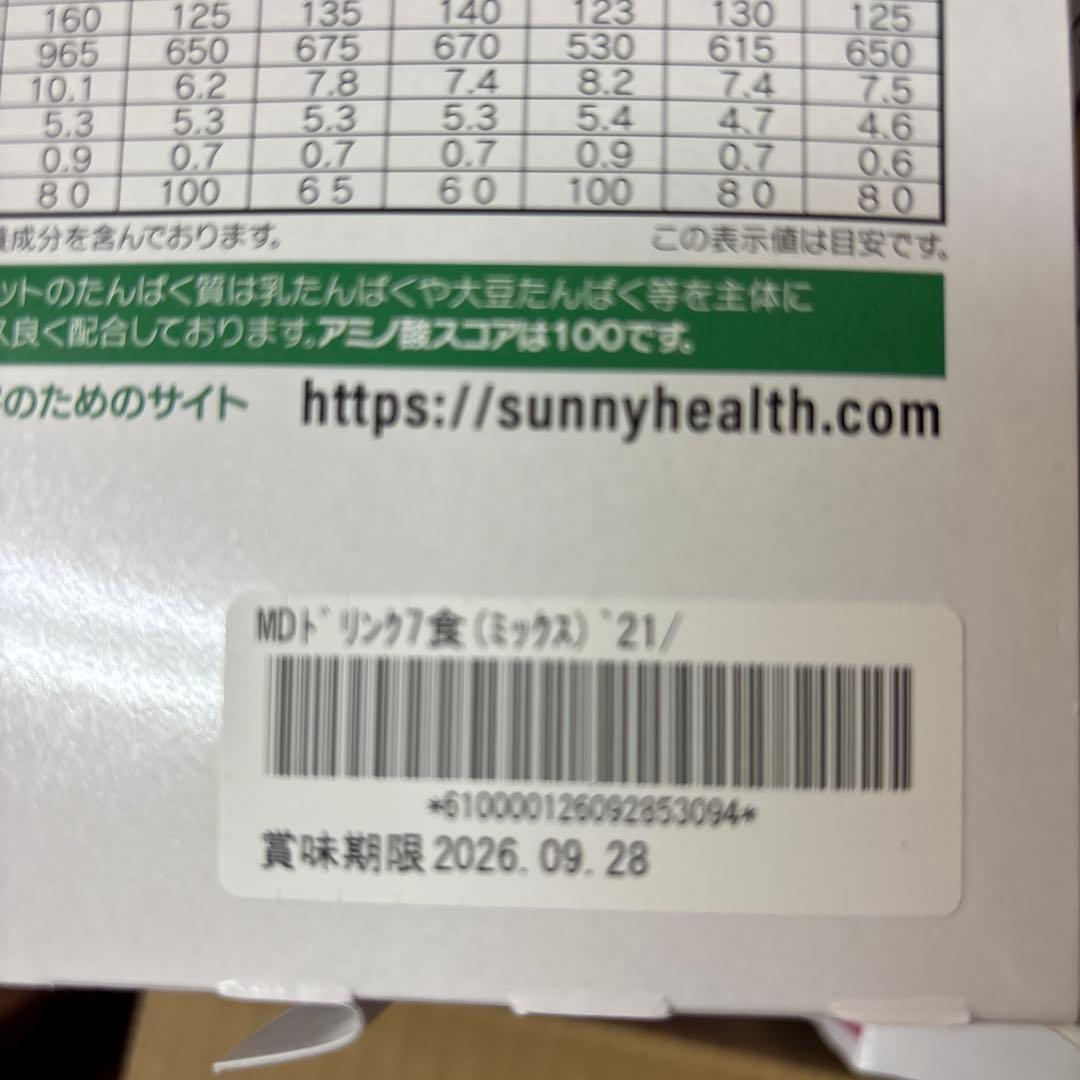 160 125 135 140 123 130 125
965 650 675 670 530 615 650
10.1 6.2 7.8 7.4 8.2 7.4 7.5
5.3 5.3 5.3 5.3 5.4 4.7 4.6
0.9 0.7 0.7 0.7 0.9 0.7 0.6
80 100 65 60 100 80 80
成分を含んでおります。 この表示値は目安です。
ットのたんぱく質は乳たんぱくや大豆たんぱく等を主体に
良く配合しております。アミノ酸スコアは100です。
のためのサイト https://sunnyhealth.com
MDドリンク7食(ミックス)`21/
*610000126092853094*
賞味期限2026.09.28